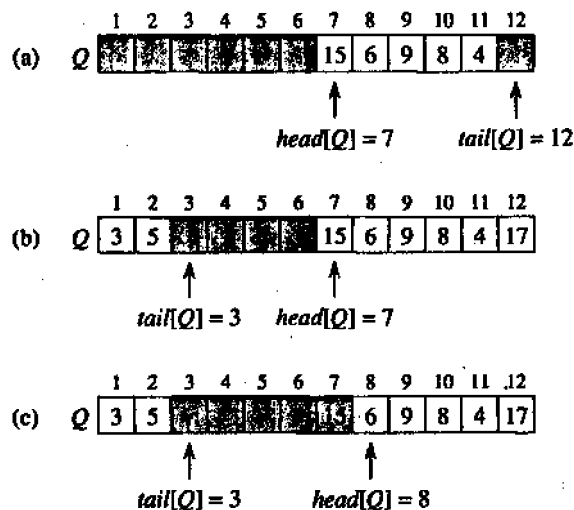 1 2 3 4 5 6 7 8 9 10 11 12
(a) Q 15 6 9 8 4
head[Q] = 7 tail[Q] = 12
1 2 3 4 5 6 7 8 9 10 11 12
(b) Q 3 5 15 6 9 8 4 17
tail[Q] = 3 head[Q] = 7
1 2 3 4 5 6 7 8 9 10 11 12
(c) Q 3 5 15 6 9 8 4 17
tail[Q] = 3 head[Q] = 8